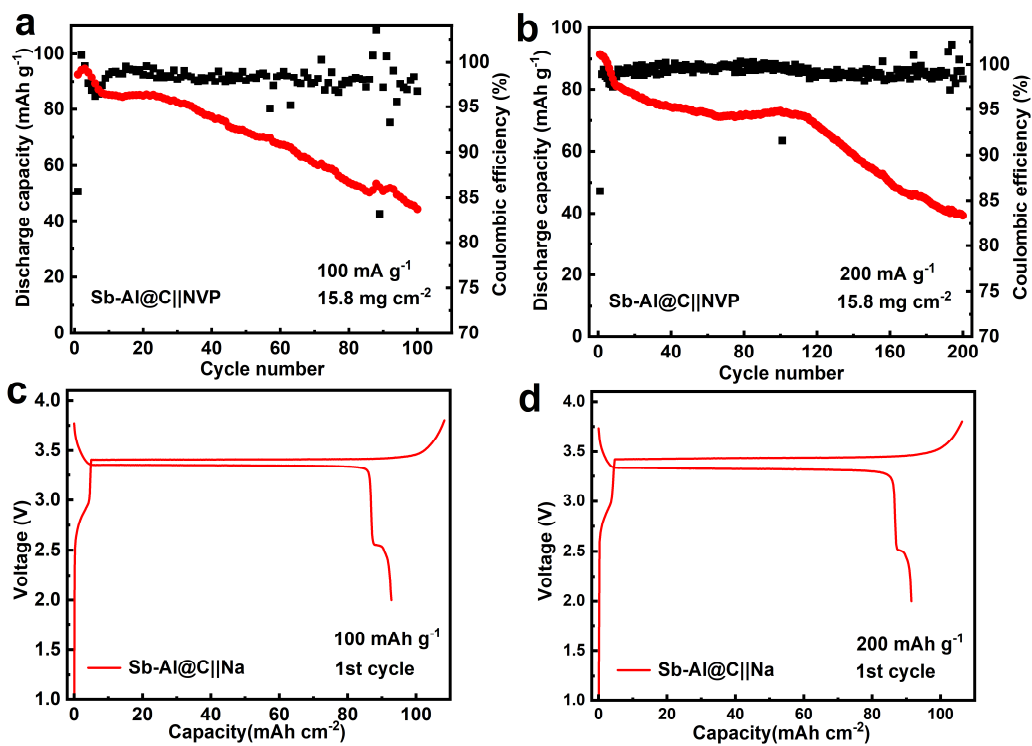 a
Discharge capacity (mAh g⁻¹)
100
80
60
40
20
0
100
95
90
85
80
75
70
Coulombic efficiency (%)
100 mA g⁻¹
Sb-Al@C||NVP
15.8 mg cm⁻²
0 20 40 60 80 100
Cycle number
b
Discharge capacity (mAh g⁻¹)
100
80
60
40
20
0
100
95
90
85
80
75
70
Coulombic efficiency (%)
200 mA g⁻¹
Sb-Al@C||NVP
15.8 mg cm⁻²
0 40 80 120 160 200
Cycle number
c
Voltage (V)
4.0
3.5
3.0
2.5
2.0
1.5
1.0
100 mAh g⁻¹
Sb-Al@C||Na
1st cycle
0 20 40 60 80 100
Capacity(mAh cm⁻²)
d
Voltage (V)
4.0
3.5
3.0
2.5
2.0
1.5
1.0
200 mAh g⁻¹
Sb-Al@C||Na
1st cycle
0 20 40 60 80 100
Capacity(mAh cm⁻²)